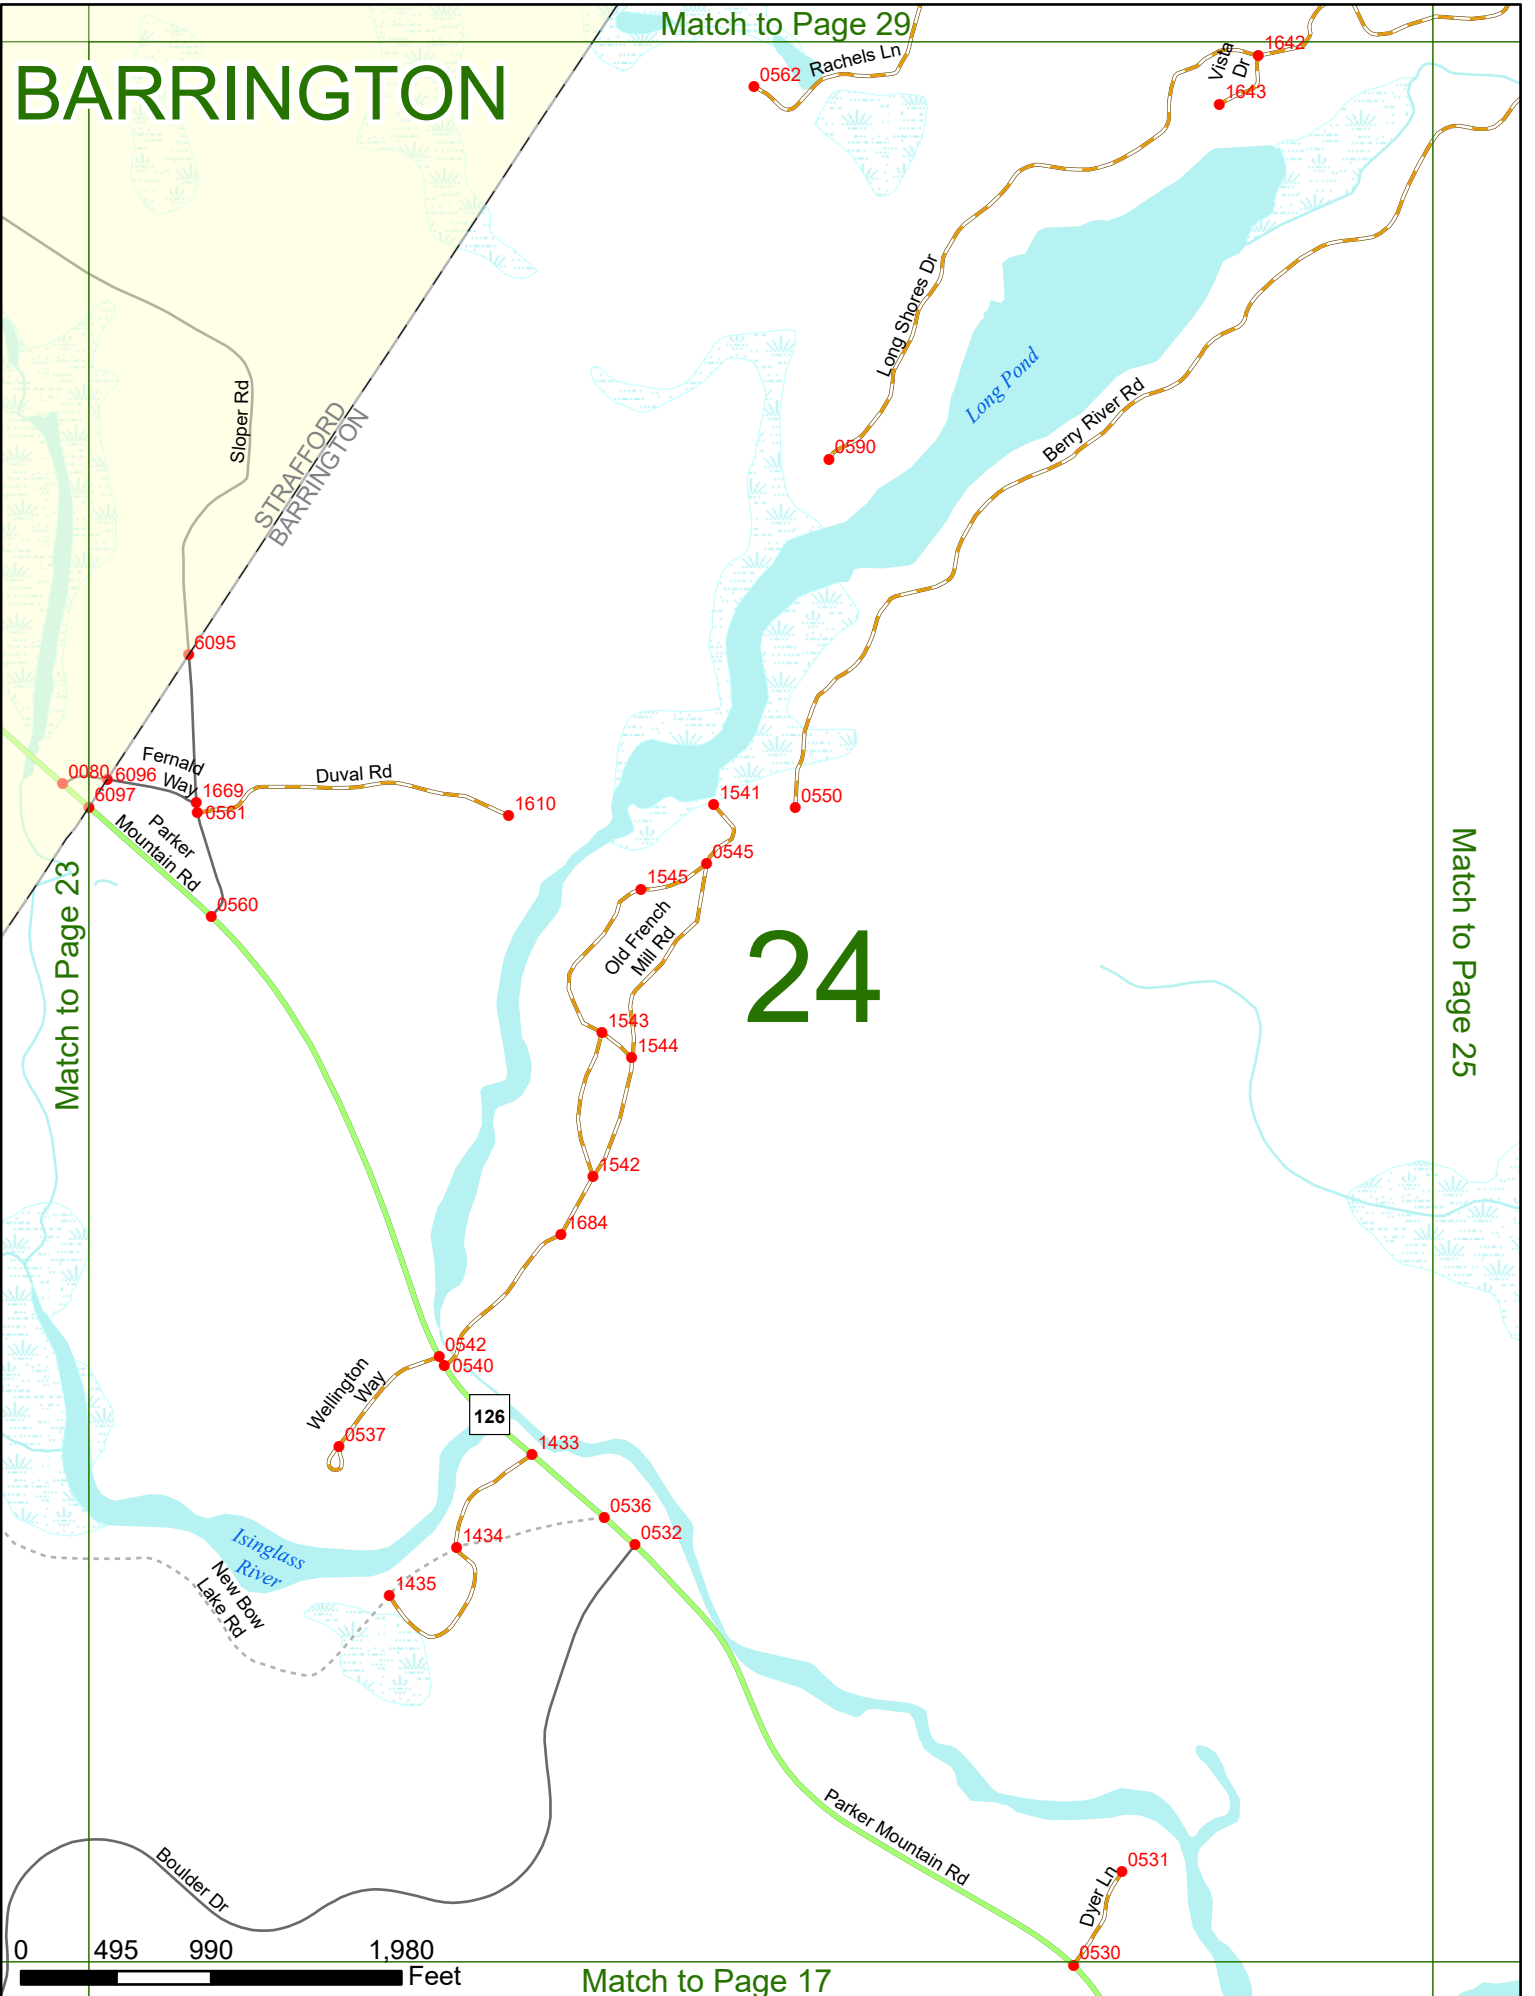 Match to Page 29
BARRINGTON
Rachels Ln
0562
Vista
Dr
1642
1643
Long Shores Dr
Long Pond
Berry River Rd
Sloper Rd
STRAFFORD
BARRINGTON
0590
6095
Fernald
Way
Duval Rd
0080
6096
6097
1669
0561
1610
1541
0550
Parker
Mountain Rd
0545
1545
0560
Match to Page 23
Match to Page 25
Old French
Mill Rd
24
1543
1544
1542
1684
0542
0540
Wellington
Way
126
0537
1433
0536
0532
1434
1435
Isinglass
River
New Bow
Lake Rd
Parker Mountain Rd
Boulder Dr
0531
Dyer Ln
0530
0 495 990 1,980
Feet
Match to Page 17